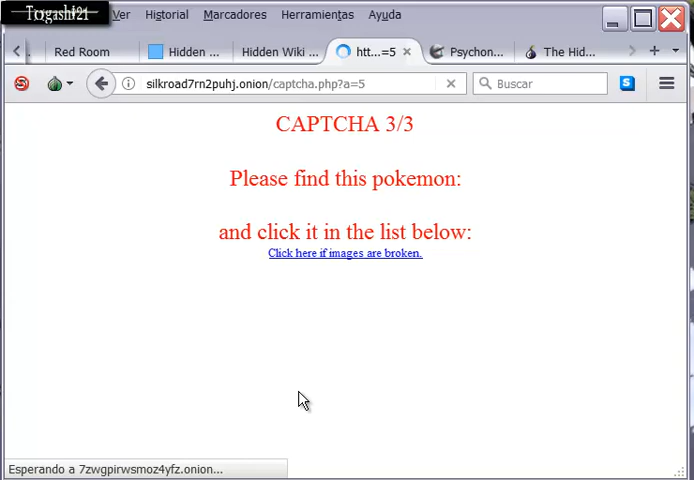 Togashi21
Ver Historial Marcadores Herramientas Ayuda
Red Room Hidden ... Hidden Wiki ... htt...=5 Psychon... The Hid...
silkroad7rn2puhj.onion/captcha.php?a=5 Buscar S
CAPTCHA 3/3
Please find this pokemon:
and click it in the list below:
Click here if images are broken.
Esperando a 7zwgpirwsmoz4yfz.onion...